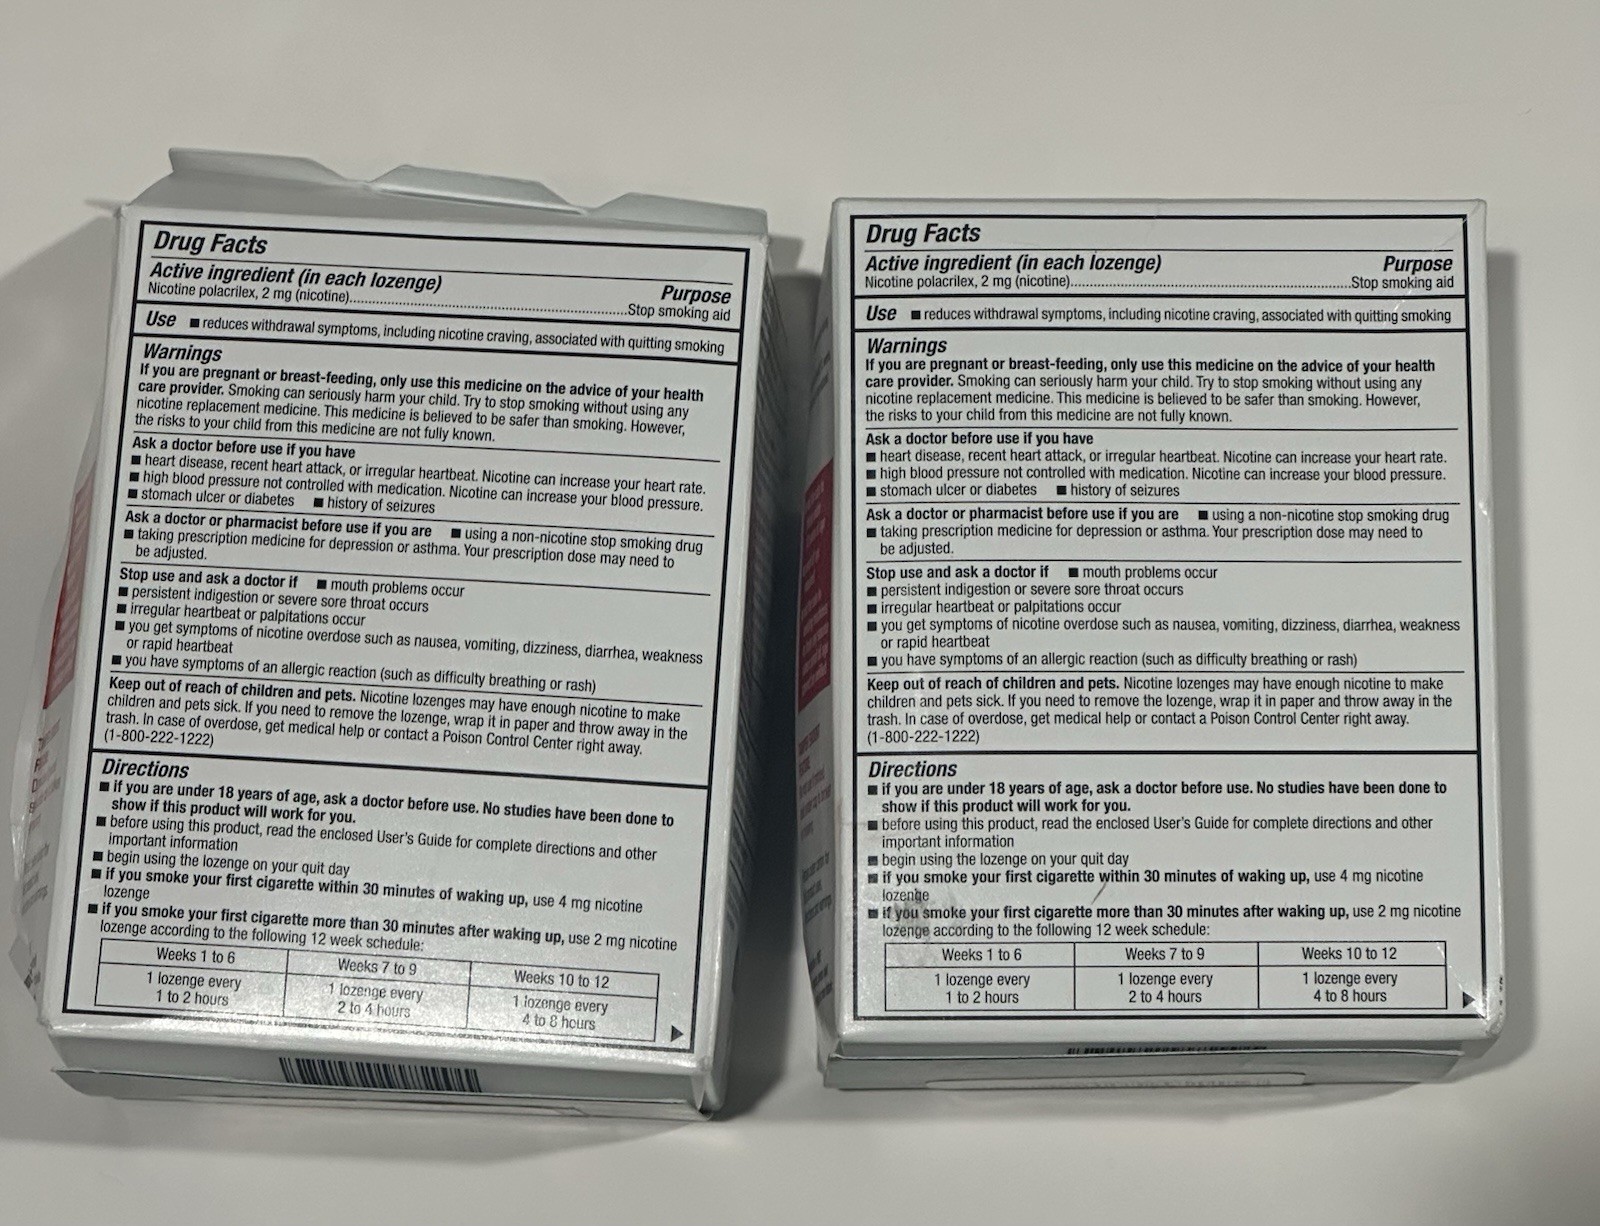 Drug Facts
Active ingredient (in each lozenge)
Purpose
Nicotine polacrilex, 2 mg (nicotine)..........Stop smoking aid
Use ■ reduces withdrawal symptoms, including nicotine craving, associated with quitting smoking
Warnings
If you are pregnant or breast-feeding, only use this medicine on the advice of your health
care provider. Smoking can seriously harm your child. Try to stop smoking without using any
nicotine replacement medicine. This medicine is believed to be safer than smoking. However,
the risks to your child from this medicine are not fully known.
Ask a doctor before use if you have
■ heart disease, recent heart attack, or irregular heartbeat. Nicotine can increase your heart rate.
■ high blood pressure not controlled with medication. Nicotine can increase your blood pressure.
■ stomach ulcer or diabetes ■ history of seizures
Ask a doctor or pharmacist before use if you are ■ using a non-nicotine stop smoking drug
■ taking prescription medicine for depression or asthma. Your prescription dose may need to
be adjusted.
Stop use and ask a doctor if ■ mouth problems occur
■ persistent indigestion or severe sore throat occurs
■ irregular heartbeat or palpitations occur
■ you get symptoms of nicotine overdose such as nausea, vomiting, dizziness, diarrhea, weakness
or rapid heartbeat
■ you have symptoms of an allergic reaction (such as difficulty breathing or rash)
Keep out of reach of children and pets. Nicotine lozenges may have enough nicotine to make
children and pets sick. If you need to remove the lozenge, wrap it in paper and throw away in the
trash. In case of overdose, get medical help or contact a Poison Control Center right away.
(1-800-222-1222)
Directions
■ if you are under 18 years of age, ask a doctor before use. No studies have been done to
show if this product will work for you.
■ before using this product, read the enclosed User's Guide for complete directions and other
important information
■ begin using the lozenge on your quit day
■ if you smoke your first cigarette within 30 minutes of waking up, use 4 mg nicotine
lozenge
■ if you smoke your first cigarette more than 30 minutes after waking up, use 2 mg nicotine
lozenge according to the following 12 week schedule:
Weeks 1 to 6 Weeks 7 to 9 Weeks 10 to 12
1 lozenge every 1 lozenge every 1 lozenge every
1 to 2 hours 2 to 4 hours 4 to 8 hours
Drug Facts
Active ingredient (in each lozenge)
Purpose
Nicotine polacrilex, 2 mg (nicotine)..........Stop smoking aid
Use ■ reduces withdrawal symptoms, including nicotine craving, associated with quitting smoking
Warnings
If you are pregnant or breast-feeding, only use this medicine on the advice of your health
care provider. Smoking can seriously harm your child. Try to stop smoking without using any
nicotine replacement medicine. This medicine is believed to be safer than smoking. However,
the risks to your child from this medicine are not fully known.
Ask a doctor before use if you have
■ heart disease, recent heart attack, or irregular heartbeat. Nicotine can increase your heart rate.
■ high blood pressure not controlled with medication. Nicotine can increase your blood pressure.
■ stomach ulcer or diabetes ■ history of seizures
Ask a doctor or pharmacist before use if you are ■ using a non-nicotine stop smoking drug
■ taking prescription medicine for depression or asthma. Your prescription dose may need to
be adjusted.
Stop use and ask a doctor if ■ mouth problems occur
■ persistent indigestion or severe sore throat occurs
■ irregular heartbeat or palpitations occur
■ you get symptoms of nicotine overdose such as nausea, vomiting, dizziness, diarrhea, weakness
or rapid heartbeat
■ you have symptoms of an allergic reaction (such as difficulty breathing or rash)
Keep out of reach of children and pets. Nicotine lozenges may have enough nicotine to make
children and pets sick. If you need to remove the lozenge, wrap it in paper and throw away in the
trash. In case of overdose, get medical help or contact a Poison Control Center right away.
(1-800-222-1222)
Directions
■ if you are under 18 years of age, ask a doctor before use. No studies have been done to
show if this product will work for you.
■ before using this product, read the enclosed User's Guide for complete directions and other
important information
■ begin using the lozenge on your quit day
■ if you smoke your first cigarette within 30 minutes of waking up, use 4 mg nicotine
lozenge
■ if you smoke your first cigarette more than 30 minutes after waking up, use 2 mg nicotine
lozenge according to the following 12 week schedule:
Weeks 1 to 6 Weeks 7 to 9 Weeks 10 to 12
1 lozenge every 1 lozenge every 1 lozenge every
1 to 2 hours 2 to 4 hours 4 to 8 hours